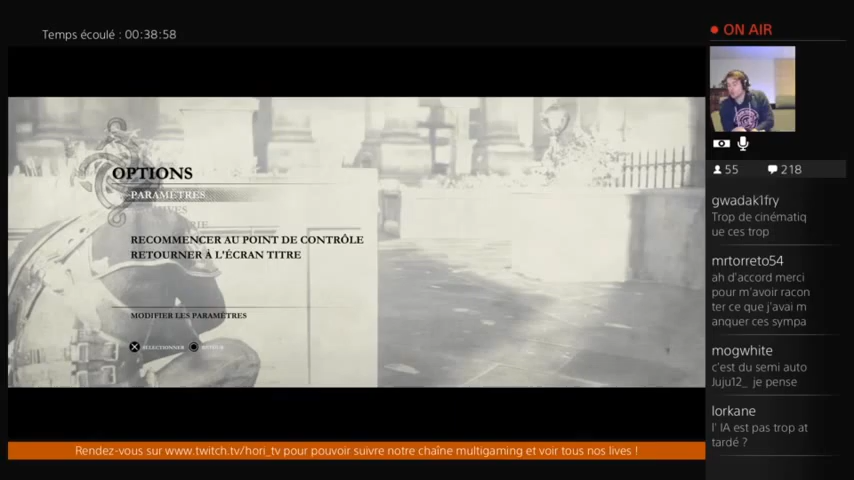 Temps écoulé : 00:38:58
ON AIR
55
218
gwadak1fry
Trop de cinématiq
ue ces trop
mrtorreto54
ah d'accord merci
pour m'avoir racon
ter ce que j'avai m
anquer ces sympa
mogwhite
c'est du semi auto
Juju12_ je pense
lorkane
l' IA est pas trop at
tardé ?
OPTIONS
PARAMÈTRES
RECOMMENCER AU POINT DE CONTRÔLE
RETOURNER À L'ÉCRAN TITRE
MODIFIER LES PARAMÈTRES
SÉLECTIONNER
RETOUR
Rendez-vous sur www.twitch.tv/hori_tv pour pouvoir suivre notre chaîne multigaming et voir tous nos lives !